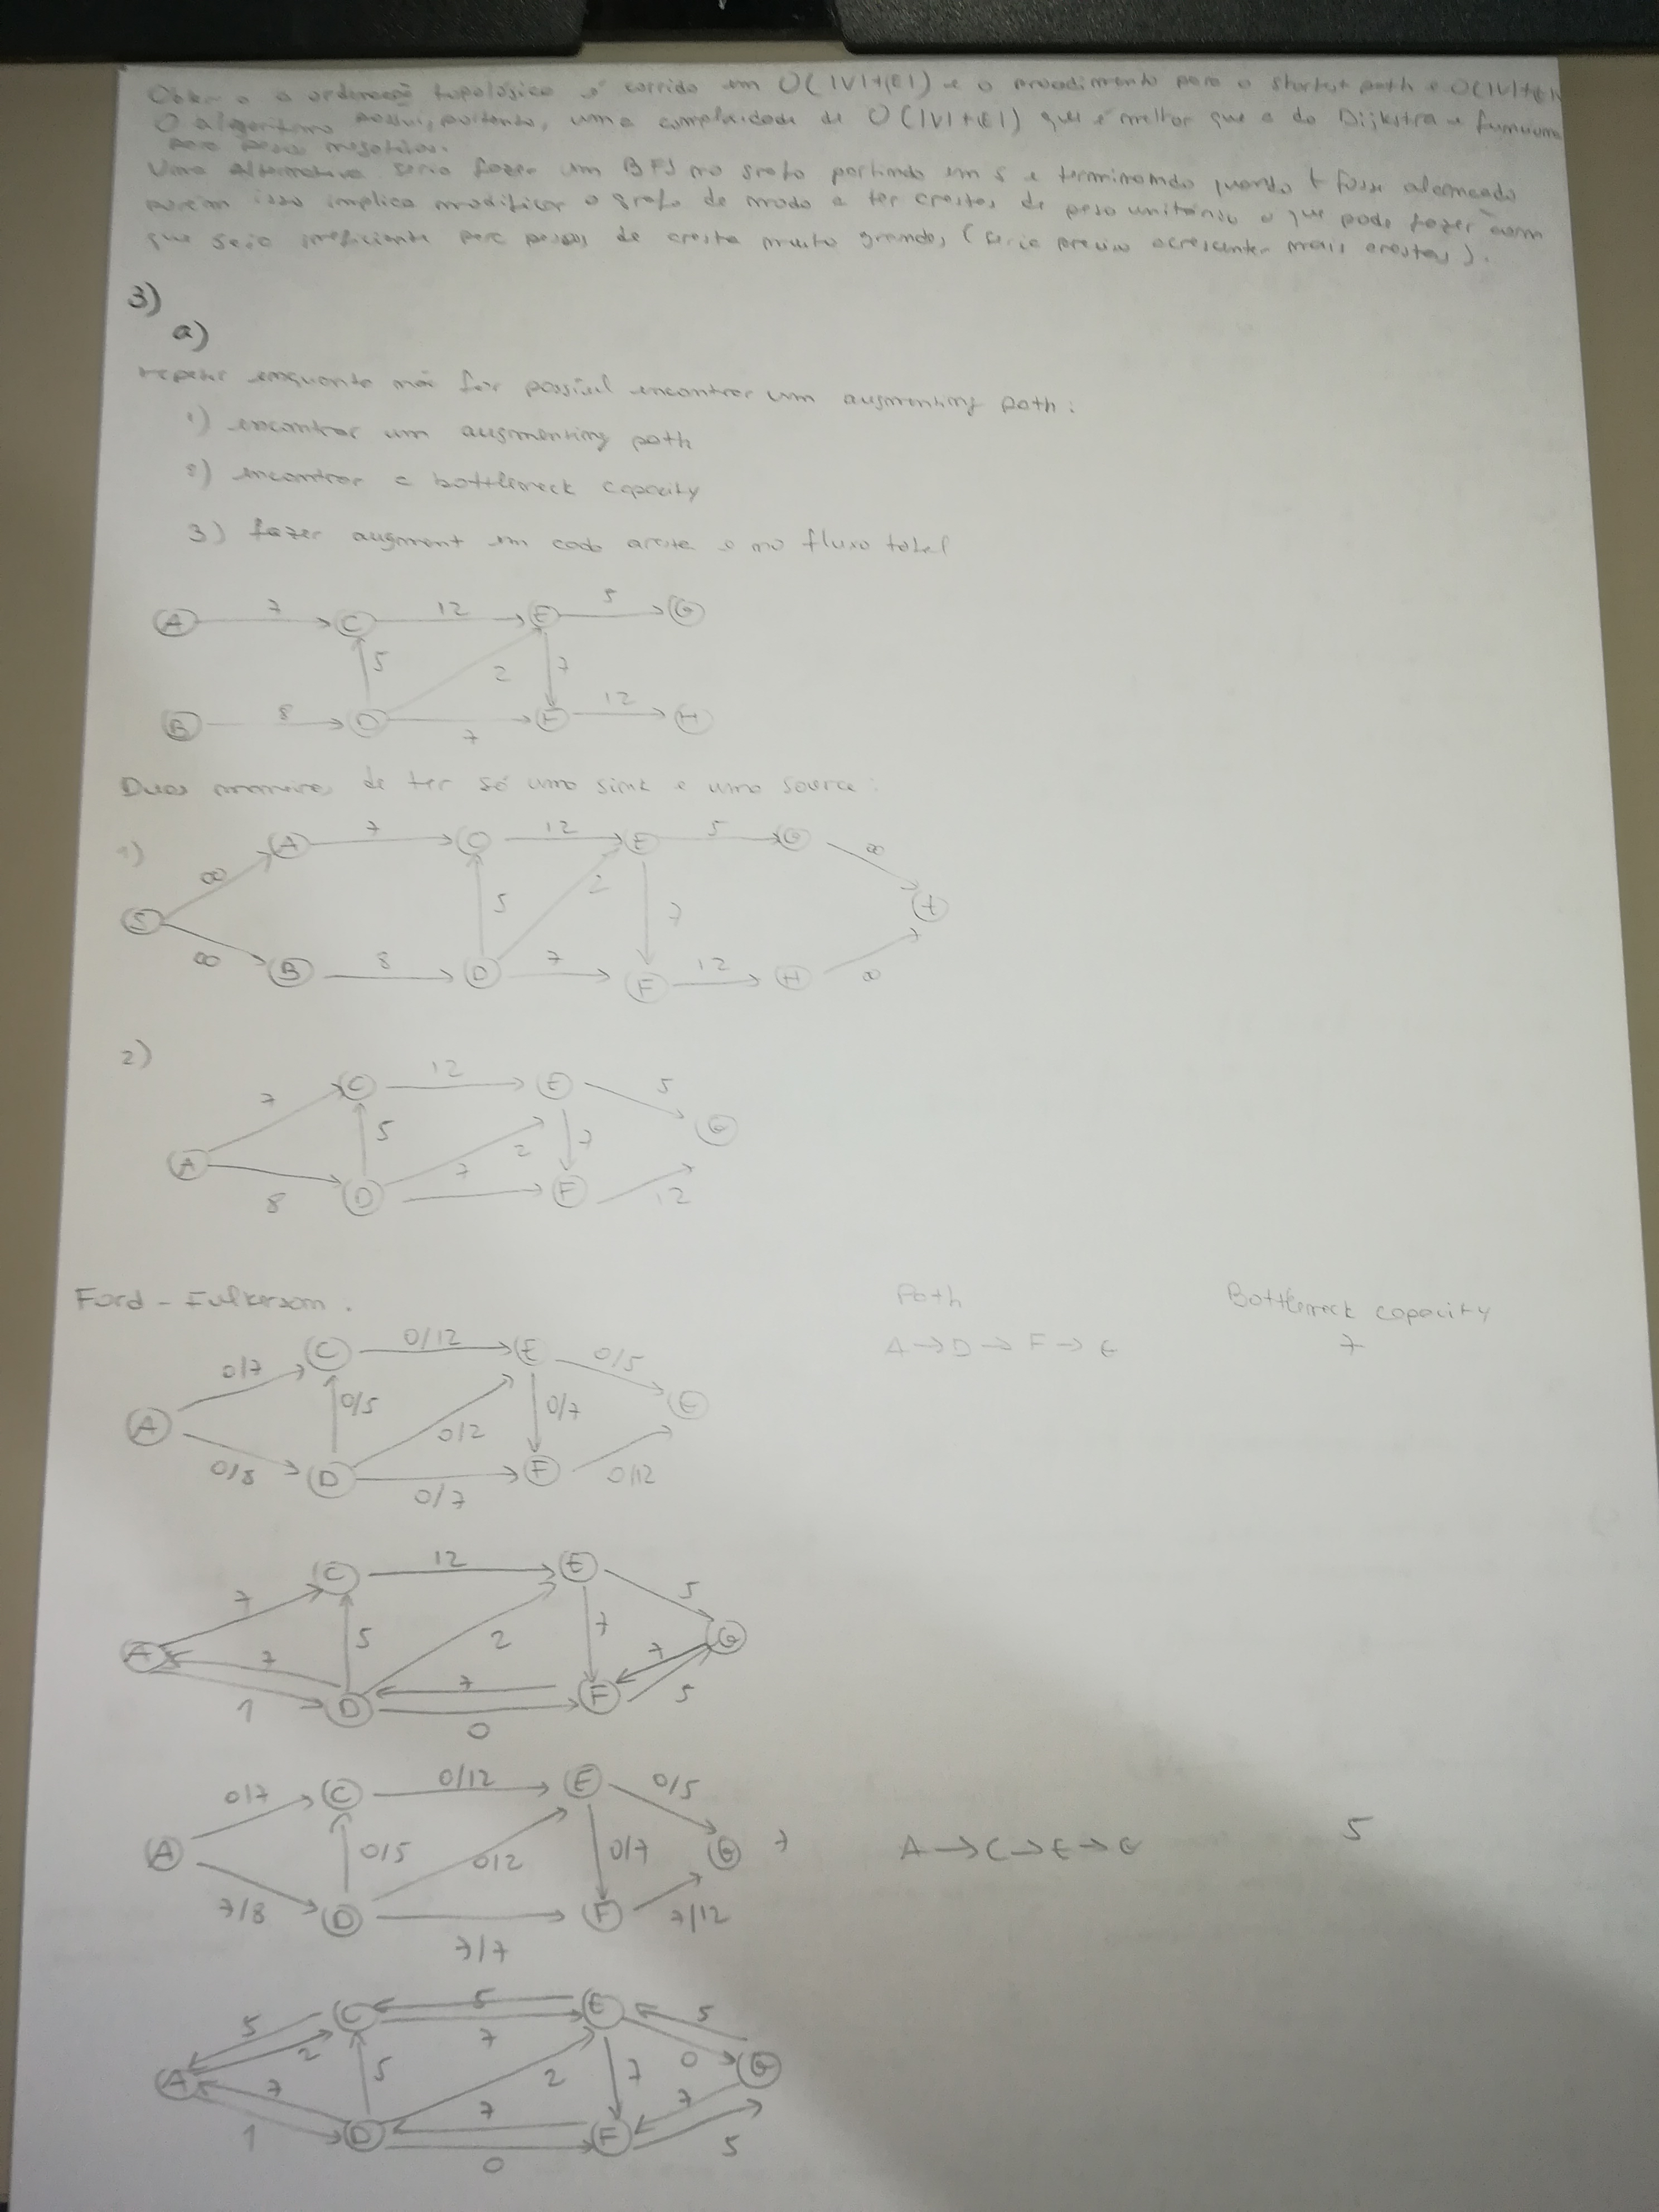 Obter a ordenação topológica é corrido em O(|V|+|E|) e o procedimento para o shortest path é O(|V|+|E|)
O algoritmo possui, portanto, uma complexidade de O(|V|+|E|) que é melhor que a do Dijkstra e funciona
para pesos negativos.
Uma alternativa seria fazer um BFS no grafo partindo em s e terminando quando t fosse alcançado
porém isso implica modificar o grafo de modo a ter arestas de peso unitário o que pode fazer com
que seja ineficiente para pesos de aresta muito grandes (seria preciso acrescentar mais arestas).
3)
a)
repetir enquanto não for possível encontrar um augmenting path:
1) encontrar um augmenting path
2) encontrar a bottleneck capacity
3) fazer augment em cada aresta e no fluxo total
A 7 C 12 E 5 G
5 2 7
B 8 D 7 F 12 H
Duas maneiras de ter só uma sink e uma source:
1) A 7 C 12 E 5 G ∞
∞ 5 2 7
S t
∞ B 8 D 7 F 12 H ∞
2) C 12 E 5
7 5 2 7 G
A 7
8 D F 12
Ford-Fulkerson.
Path
Bottleneck capacity
A → D → F → G
7
C 0/12 E 0/5
0/7 0/5 0/7 G
A 0/2
0/8 D 0/7 F 0/12
C 12 E 5
7 5 2 7 G
A 7 7 7
1 D 0 F 5
0/7 C 0/12 E 0/5
A 0/5 0/2 0/7 G 7
A → C → E → G
5
7/8 D 7/7 F 7/12
5 C 5 E 5
2 7 0
A 7 5 2 7 G
7 7
1 D 0 F 5